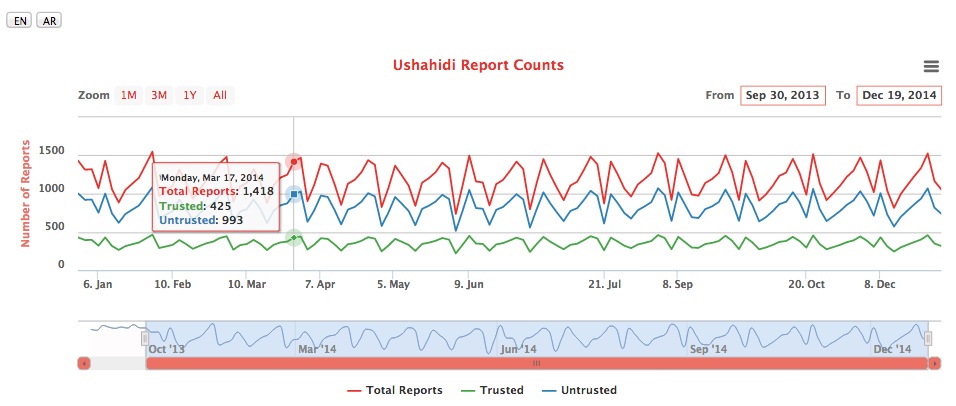 EN AR
Ushahidi Report Counts
Zoom 1M 3M 1Y All From Sep 30, 2013 To Dec 19, 2014
Number of Reports
1500
1000
500
0
Monday, Mar 17, 2014
Total Reports: 1,418
Trusted: 425
Untrusted: 993
6. Jan 10. Feb 10. Mar 7. Apr 5. May 9. Jun 21. Jul 8. Sep 20. Oct 8. Dec
Oct '13 Mar '14 Jun '14 Sep '14 Dec '14
Total Reports Trusted Untrusted